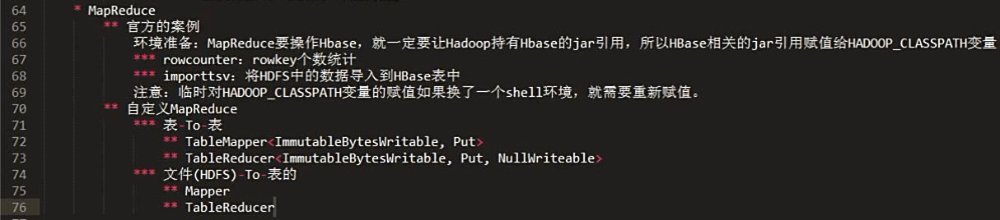 64 * MapReduce
65 ** 官方的案例
66 环境准备：MapReduce要操作Hbase，就一定要让Hadoop持有Hbase的jar引用，所以HBase相关的jar引用赋值给HADOOP_CLASSPATH变量
67 *** rowcounter：rowkey个数统计
68 *** importtsv：将HDFS中的数据导入到HBase表中
69 注意：临时对HADOOP_CLASSPATH变量的赋值如果换了一个shell环境，就需要重新赋值。
70 ** 自定义MapReduce
71 *** 表-To-表
72 ** TableMapper<ImmutableBytesWritable, Put>
73 ** TableReducer<ImmutableBytesWritable, Put, NullWriteable>
74 *** 文件(HDFS)-To-表的
75 ** Mapper
76 ** TableReducer